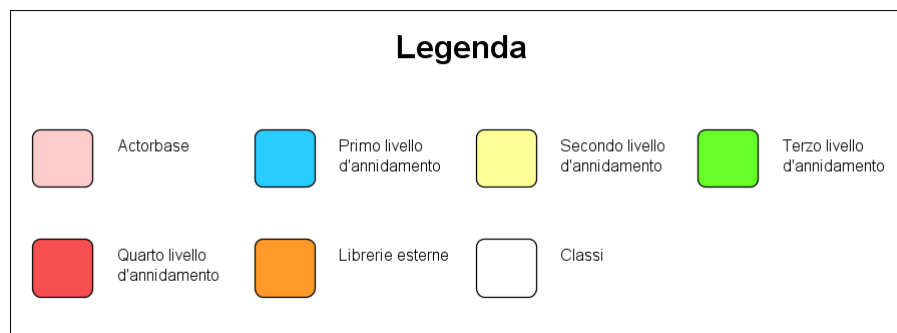 Legenda
Actorbase
Primo livello
d'annidamento
Secondo livello
d'annidamento
Terzo livello
d'annidamento
Quarto livello
d'annidamento
Librerie esterne
Classi